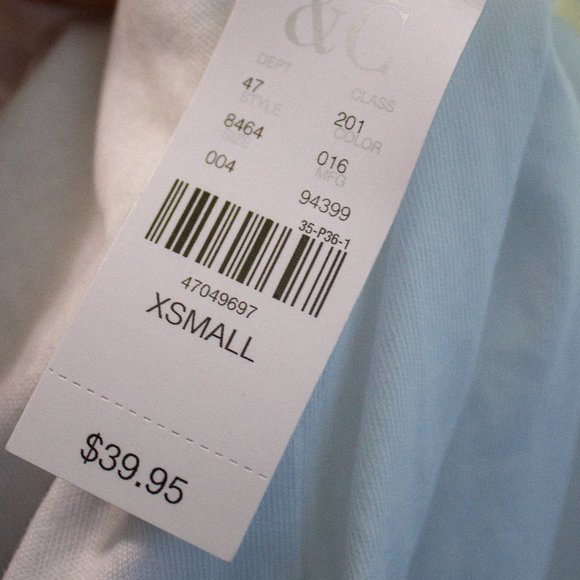 &C
DEPT CLASS
47 201
STYLE COLOR
8464 016
SIZE MFG
004 94399
35-P36-1
47049697
XSMALL
$39.95